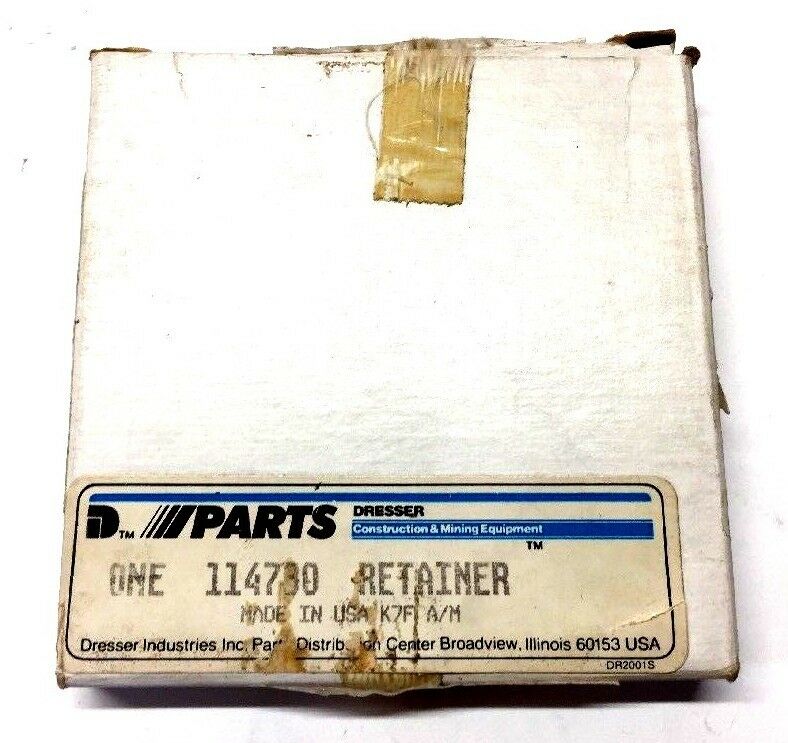 D™ PARTS DRESSER
Construction & Mining Equipment
™
ONE 114730 RETAINER
MADE IN USA K7F A/M
Dresser Industries Inc. Center Broadview, Illinois 60153 USA
DR2001S